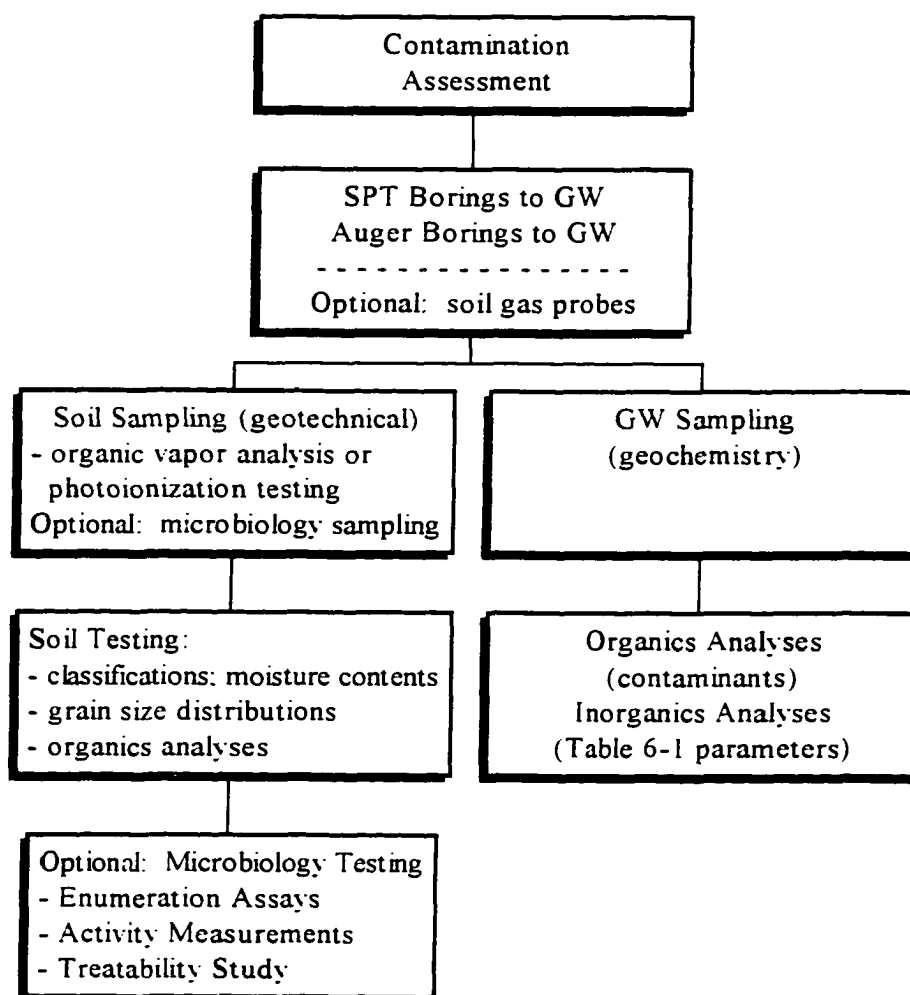 Contamination
Assessment
SPT Borings to GW
Auger Borings to GW
- - - - - - - - - - - - - - - - - -
Optional: soil gas probes
Soil Sampling (geotechnical)
- organic vapor analysis or
photoionization testing
Optional: microbiology sampling
GW Sampling
(geochemistry)
Soil Testing:
- classifications; moisture contents
- grain size distributions
- organics analyses
Organics Analyses
(contaminants)
Inorganics Analyses
(Table 6-1 parameters)
Optional: Microbiology Testing
- Enumeration Assays
- Activity Measurements
- Treatability Study